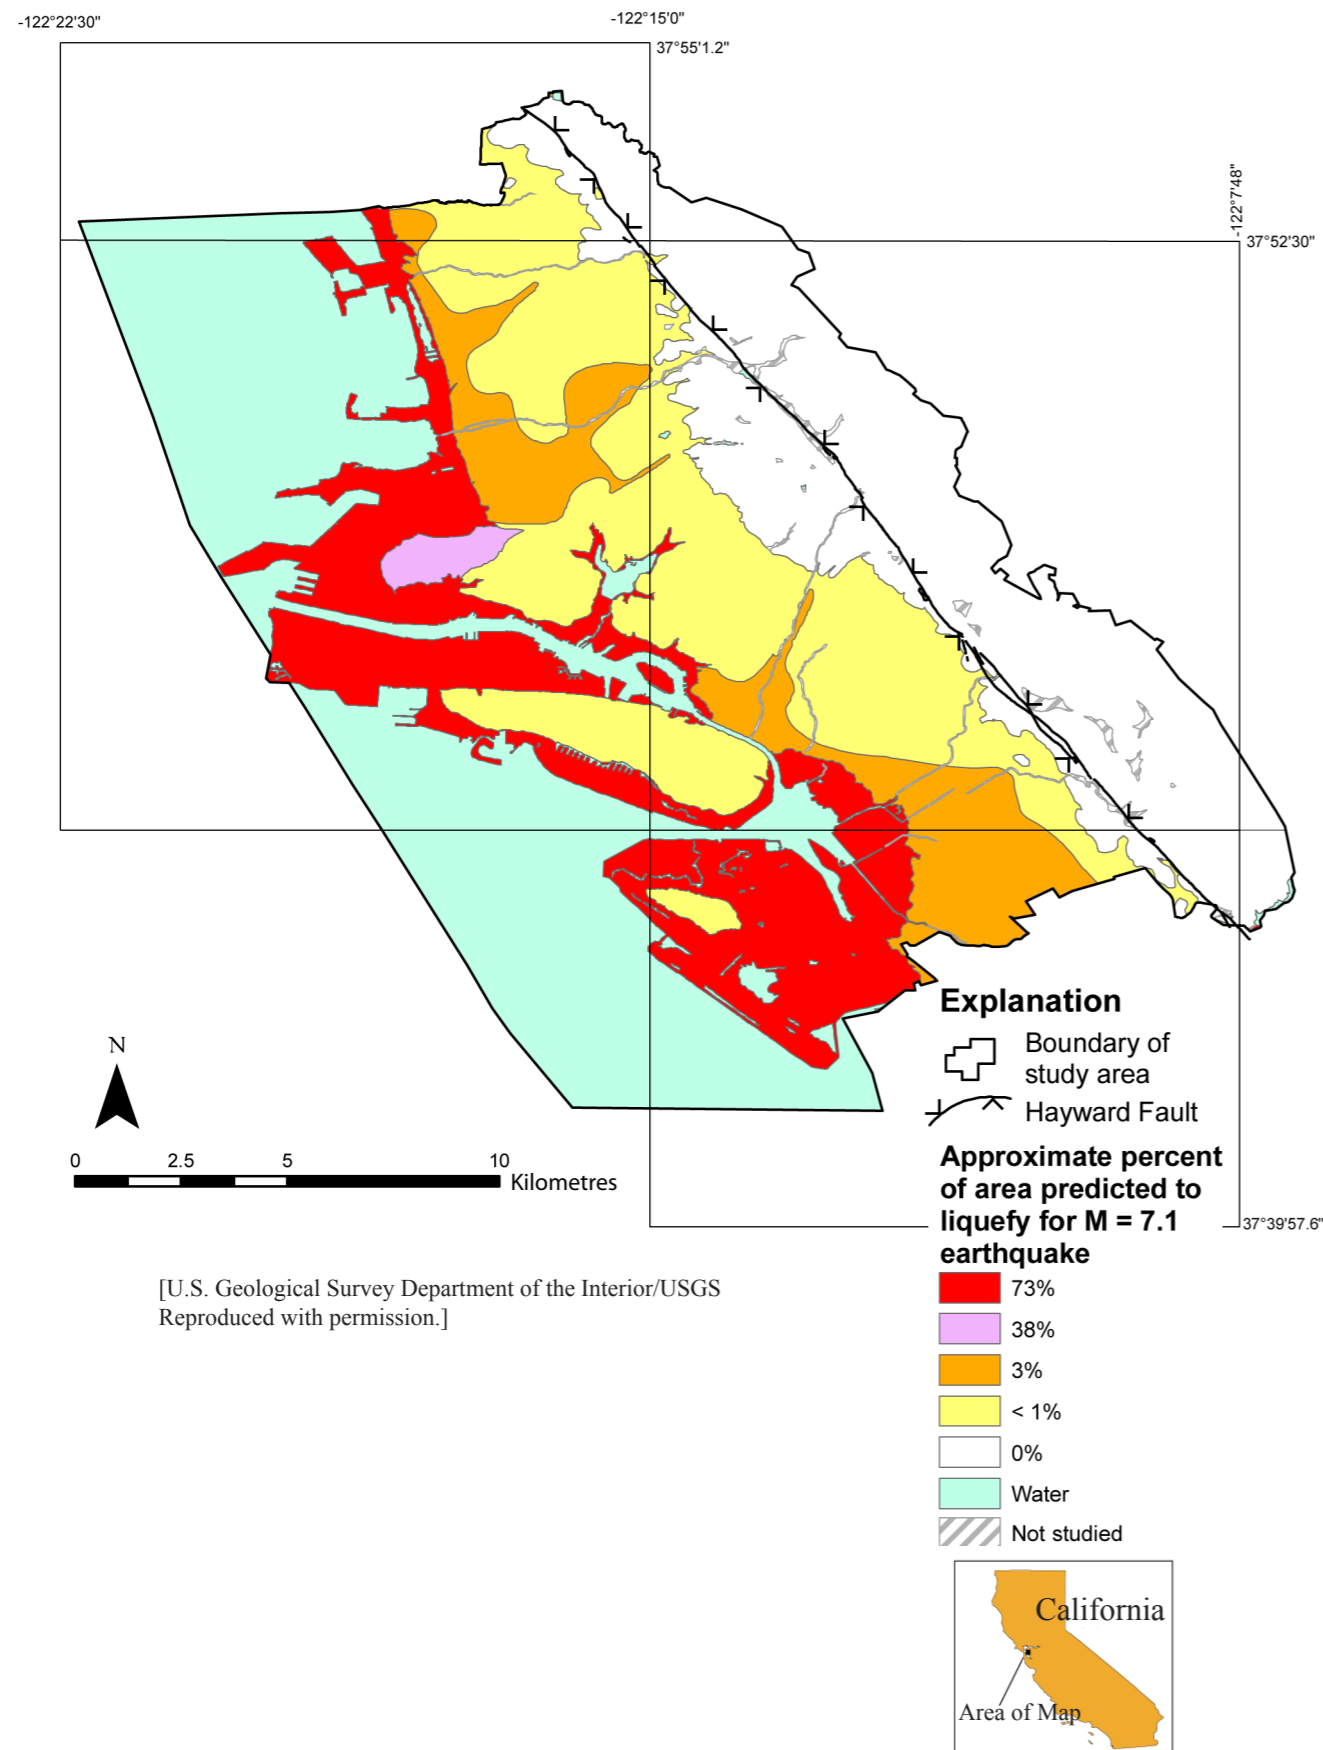 -122°22'30"
-122°15'0"
37°55'1.2"
-122°7'48"
37°52'30"
N
0 2.5 5 10
Kilometres
37°39'57.6"
[U.S. Geological Survey Department of the Interior/USGS
Reproduced with permission.]
Explanation
Boundary of
study area
Hayward Fault
Approximate percent
of area predicted to
liquefy for M = 7.1
earthquake
73%
38%
3%
< 1%
0%
Water
Not studied
California
Area of Map